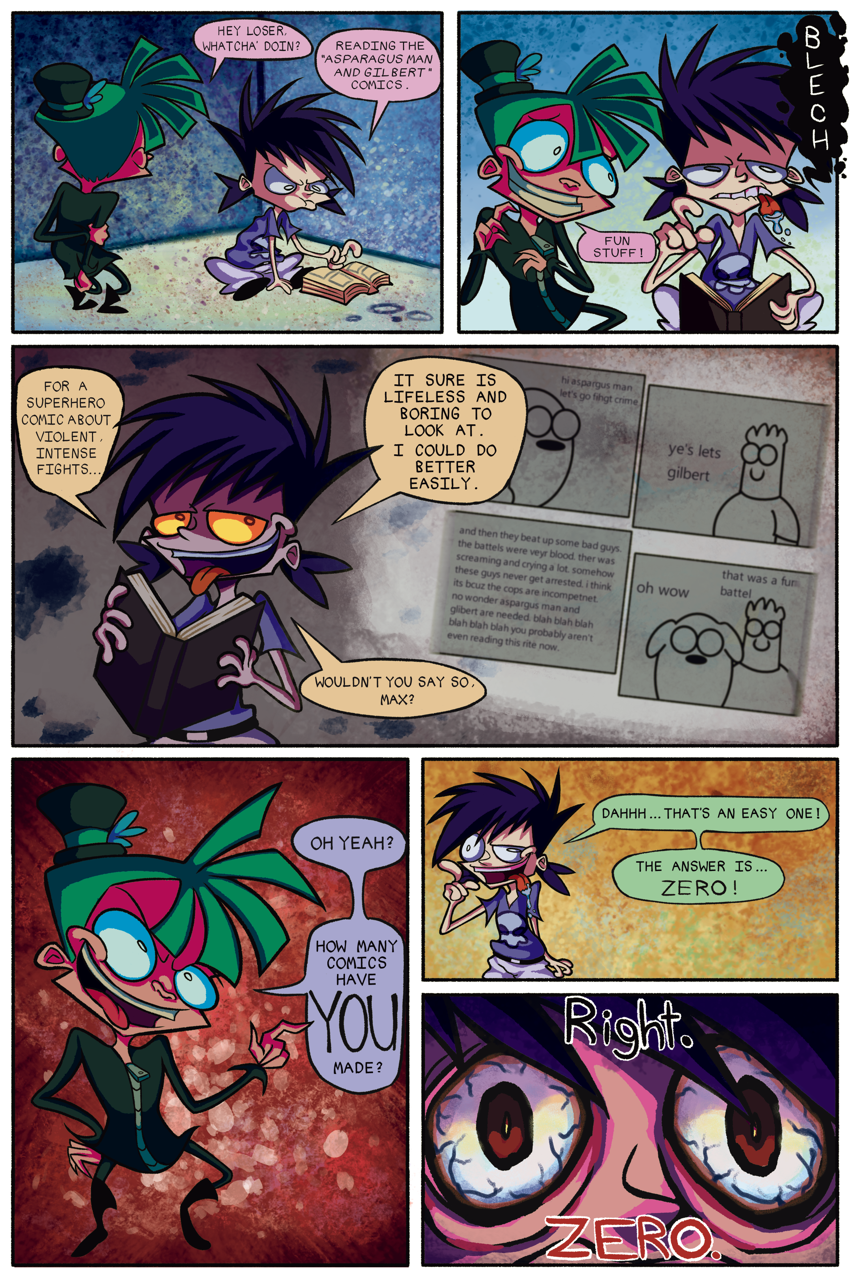 HEY LOSER,
WHATCHA' DOIN?
READING THE
"ASPARAGUS MAN
AND GILBERT"
COMICS.
BLECH
FUN
STUFF!
FOR A
SUPERHERO
COMIC ABOUT
VIOLENT,
INTENSE
FIGHTS...
IT SURE IS
LIFELESS AND
BORING TO
LOOK AT.
I COULD DO
BETTER
EASILY.
WOULDN'T YOU SAY SO,
MAX?
hi aspargus man
let's go fihgt crime
ye's lets
gilbert
and then they beat up some bad guys.
the battels were veyr blood. ther was
screaming and crying a lot. somehow
these guys never get arrested. i think
its bcuz the cops are incompetnet.
no wonder aspargus man and
glibert are needed. blah blah blah
blah blah blah you probably aren't
even reading this rite now.
oh wow
that was a fun
battel
OH YEAH?
HOW MANY
COMICS
HAVE
YOU
MADE?
DAHHH... THAT'S AN EASY ONE!
THE ANSWER IS...
ZERO!
Right.
ZERO.